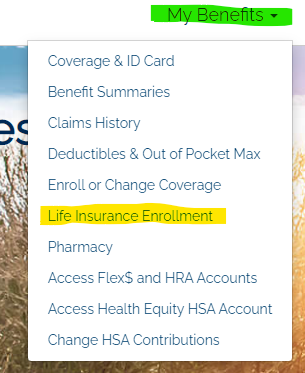 My Benefits
Coverage & ID Card
Benefit Summaries
es
Claims History
Deductibles & Out of Pocket Max
Enroll or Change Coverage
Life Insurance Enrollment
Pharmacy
Access Flex$ and HRA Accounts
Access Health Equity HSA Account
Change HSA Contributions